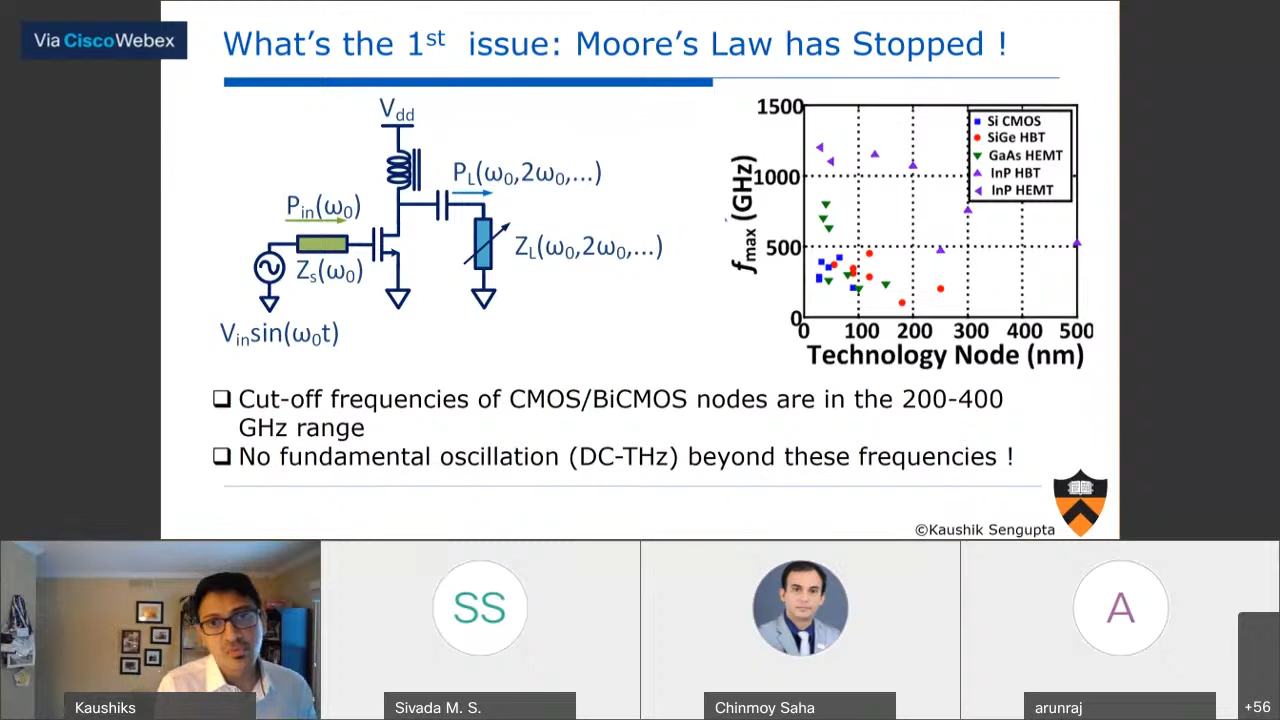 Via Cisco Webex
What's the 1st issue: Moore's Law has Stopped !
Vdd
PL(ω0,2ω0,...)
Pin(ω0)
Zs(ω0)
ZL(ω0,2ω0,...)
Vinsin(ω0t)
fmax (GHz)
1500
1000
500
0
Si CMOS
SiGe HBT
GaAs HEMT
InP HBT
InP HEMT
0 100 200 300 400 500
Technology Node (nm)
❑ Cut-off frequencies of CMOS/BiCMOS nodes are in the 200-400
GHz range
❑ No fundamental oscillation (DC-THz) beyond these frequencies !
©Kaushik Sengupta
SS
A
Kaushiks
Sivada M. S.
Chinmoy Saha
arunraj
+56